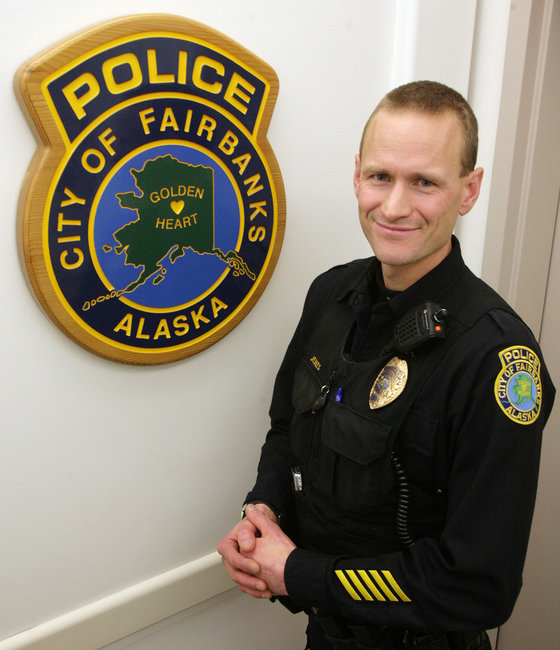 POLICE
CITY OF FAIRBANKS
GOLDEN
HEART
ALASKA
POLICE
CITY OF FAIRBANKS
ALASKA